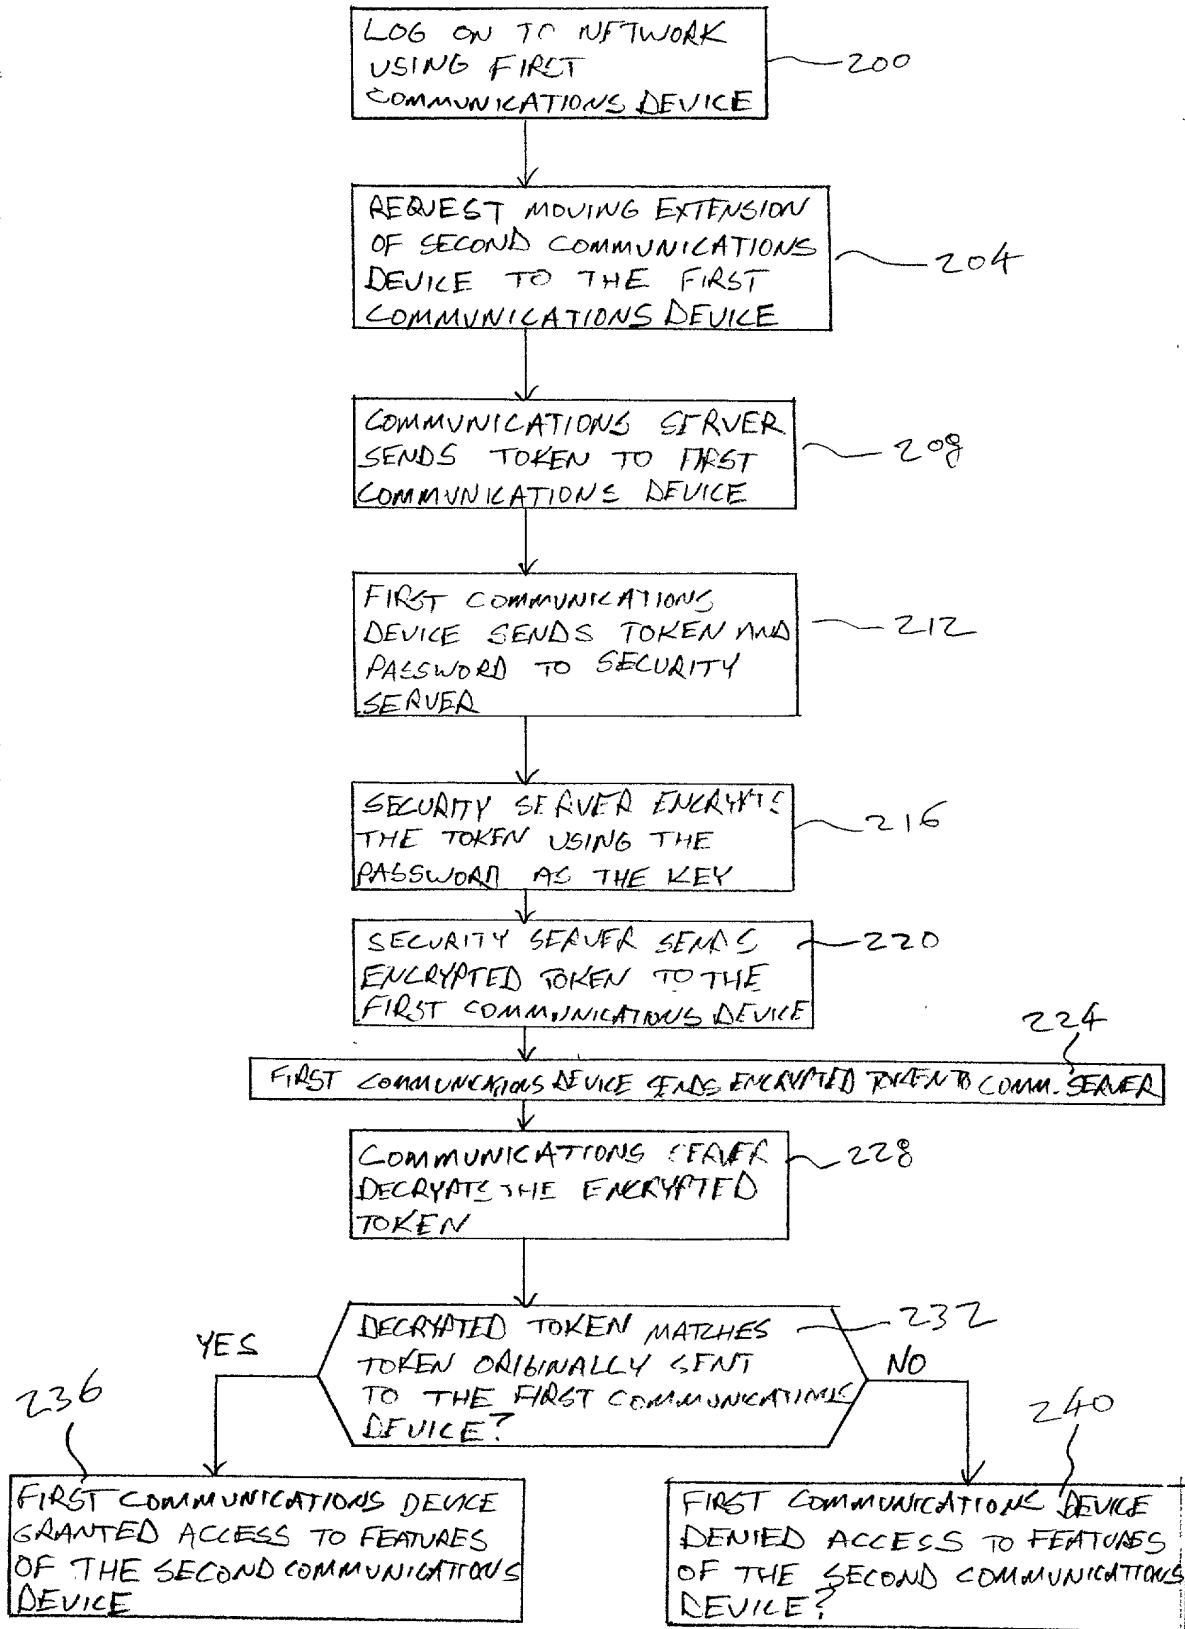 LOG ON TO NETWORK
USING FIRST
COMMUNICATIONS DEVICE
200
REQUEST MOVING EXTENSION
OF SECOND COMMUNICATIONS
DEVICE TO THE FIRST
COMMUNICATIONS DEVICE
204
COMMUNICATIONS SERVER
SENDS TOKEN TO FIRST
COMMUNICATIONS DEVICE
208
FIRST COMMUNICATIONS
DEVICE SENDS TOKEN AND
PASSWORD TO SECURITY
SERVER
212
SECURITY SERVER ENCRYPTS
THE TOKEN USING THE
PASSWORD AS THE KEY
216
SECURITY SERVER SENDS
ENCRYPTED TOKEN TO THE
FIRST COMMUNICATIONS DEVICE
220
224
FIRST COMMUNICATIONS DEVICE SENDS ENCRYPTED TOKEN TO COMM. SERVER
COMMUNICATIONS SERVER
DECRYPTS THE ENCRYPTED
TOKEN
228
DECRYPTED TOKEN MATCHES
TOKEN ORIGINALLY SENT
TO THE FIRST COMMUNICATIONS
DEVICE?
232
YES
NO
236
FIRST COMMUNICATIONS DEVICE
GRANTED ACCESS TO FEATURES
OF THE SECOND COMMUNICATIONS
DEVICE
240
FIRST COMMUNICATIONS DEVICE
DENIED ACCESS TO FEATURES
OF THE SECOND COMMUNICATIONS
DEVICE?